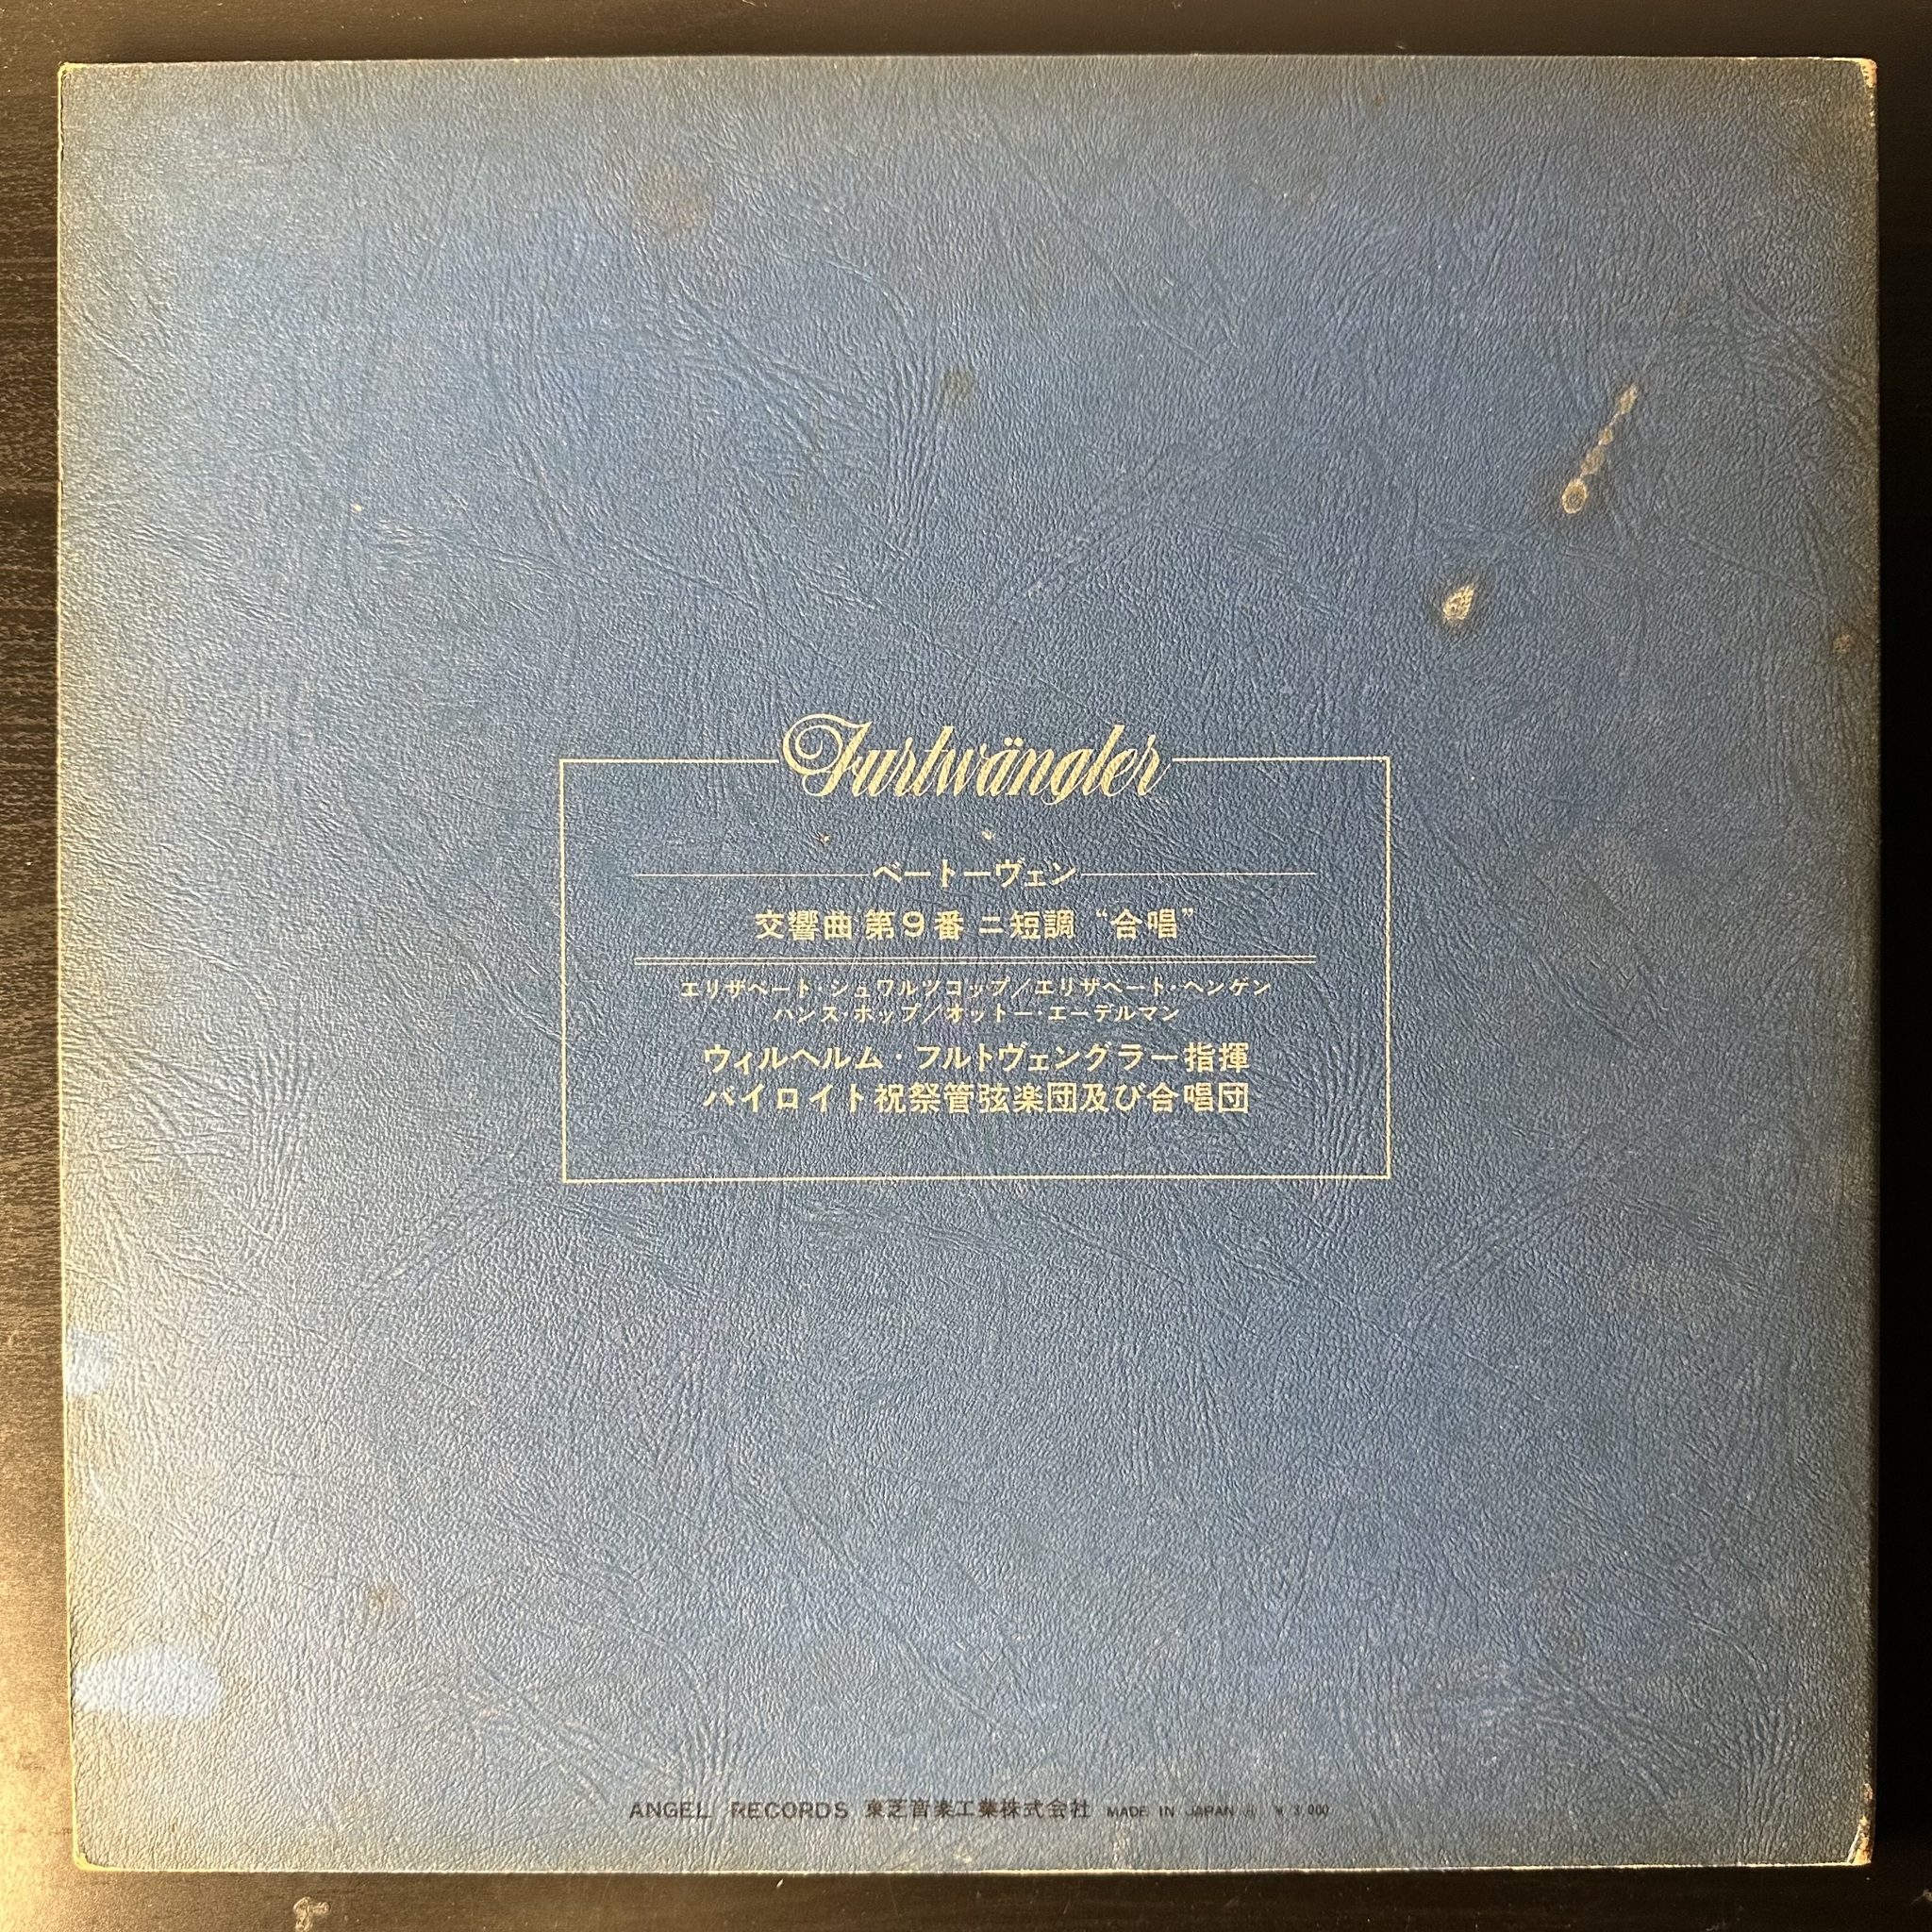 Furtwängler
ベートーヴェン
交響曲 第9番 ニ短調 “合唱”
エリザベート・シュワルツコップ／エリザベート・ヘンゲン
ハンス・ホップ／オットー・エーデルマン
ウィルヘルム・フルトヴェングラー指揮
バイロイト祝祭管弦楽団及び合唱団
ANGEL RECORDS 東芝音楽工業株式会社 MADE IN JAPAN ¥ 3,000